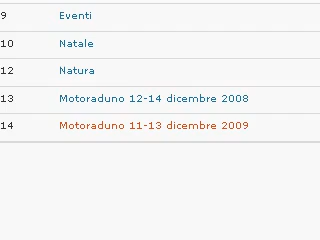 9 Eventi
10 Natale
12 Natura
13 Motoraduno 12-14 dicembre 2008
14 Motoraduno 11-13 dicembre 2009